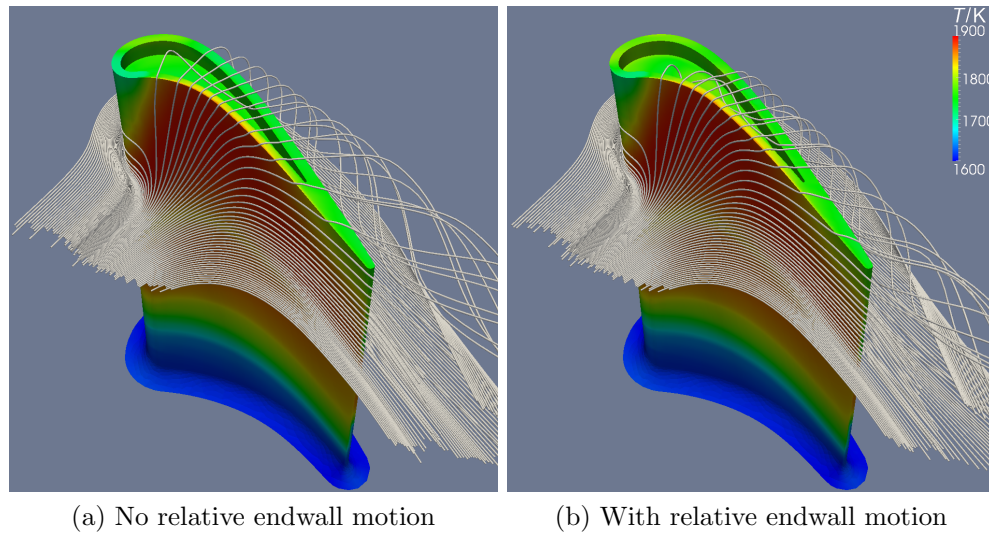 T/K
1900
1800
1700
1600
(a) No relative endwall motion
(b) With relative endwall motion